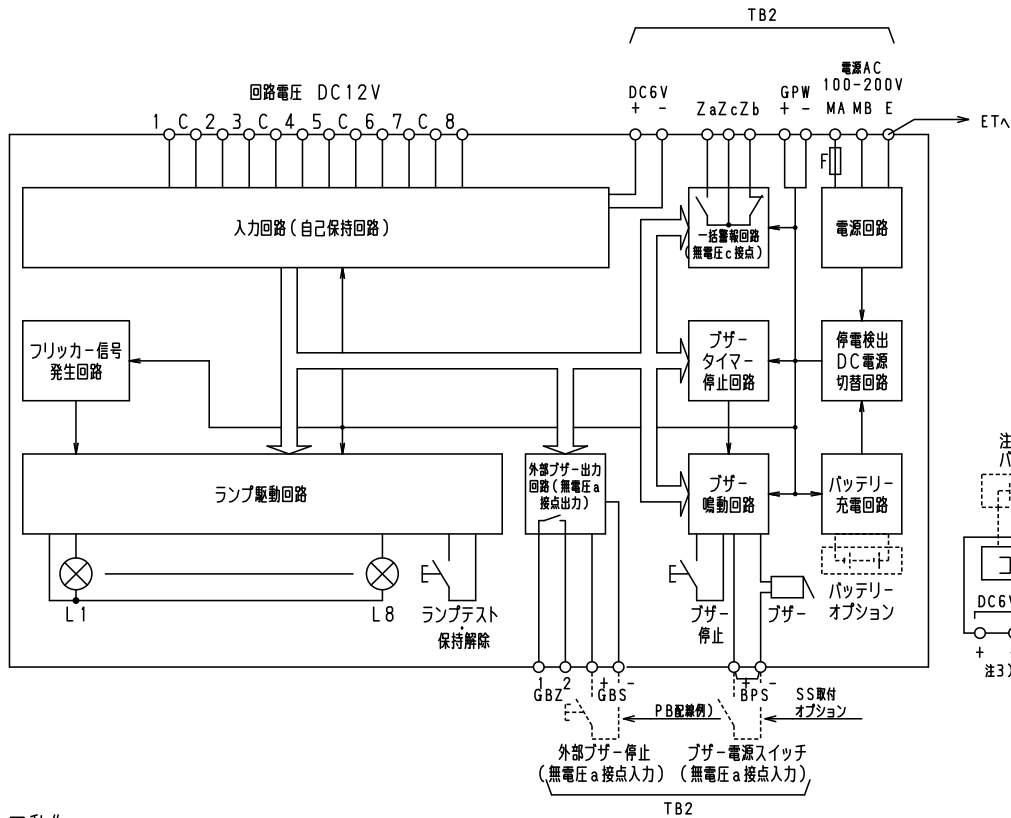 TB2
回路電圧 DC12V
電源AC
100-200V
DC6V
+ -
Za Zc Zb
GPW
+ -
MA MB E
1 C 2 3 C 4 5 C 6 7 C 8
ETへ
F
入力回路(自己保持回路)
一括警報回路
(無電圧c接点)
電源回路
フリッカー信号
発生回路
ブザー
タイマー
停止回路
停電検出
DC電源
切替回路
ランプ駆動回路
外部ブザー出力
回路(無電圧a
接点出力)
ブザー
鳴動回路
バッテリー
充電回路
L1
L8
ランプテスト
・
保持解除
ブザー
停止
ブザー
バッテリー
オプション
注
バ
コ
DC6V
+
注3)
1 2 + -
GBZ GBS
+ -
BPS
PB配線例)
SS取付
オプション
外部ブザー停止
(無電圧a接点入力)
ブザー電源スイッチ
(無電圧a接点入力)
TB2